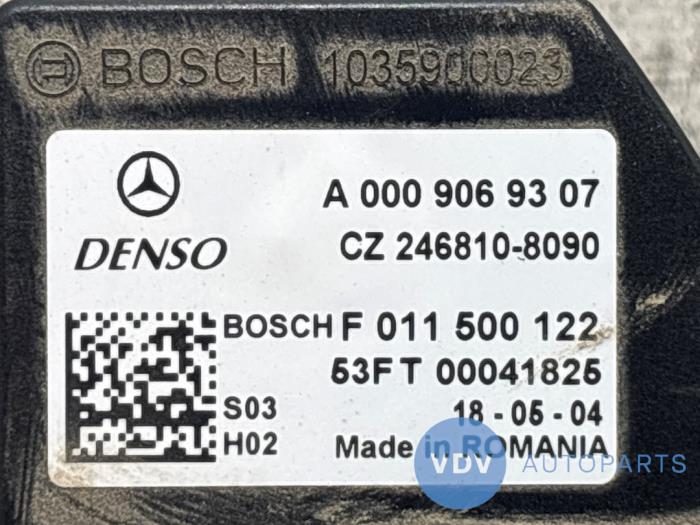 BOSCH 1035900023
A 000 906 93 07
DENSO CZ 246810-8090
BOSCH F 011 500 122
53FT 00041825
S03 18 - 05 - 04
H02 Made in ROMANIA
VDV AUTOPARTS